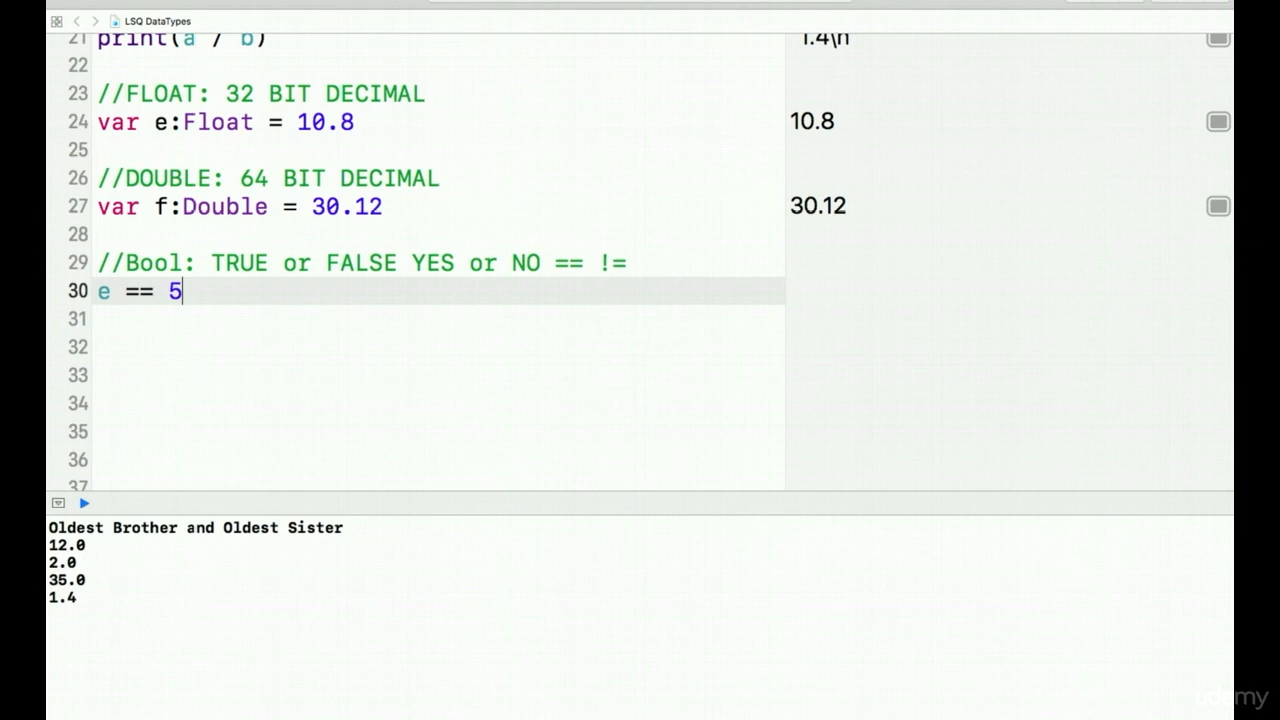 LSQ DataTypes
21 print(a / b) 1.4\n
22
23 //FLOAT: 32 BIT DECIMAL
24 var e:Float = 10.8 10.8
25
26 //DOUBLE: 64 BIT DECIMAL
27 var f:Double = 30.12 30.12
28
29 //Bool: TRUE or FALSE YES or NO == !=
30 e == 5
31
32
33
34
35
36
37
Oldest Brother and Oldest Sister
12.0
2.0
35.0
1.4
udemy